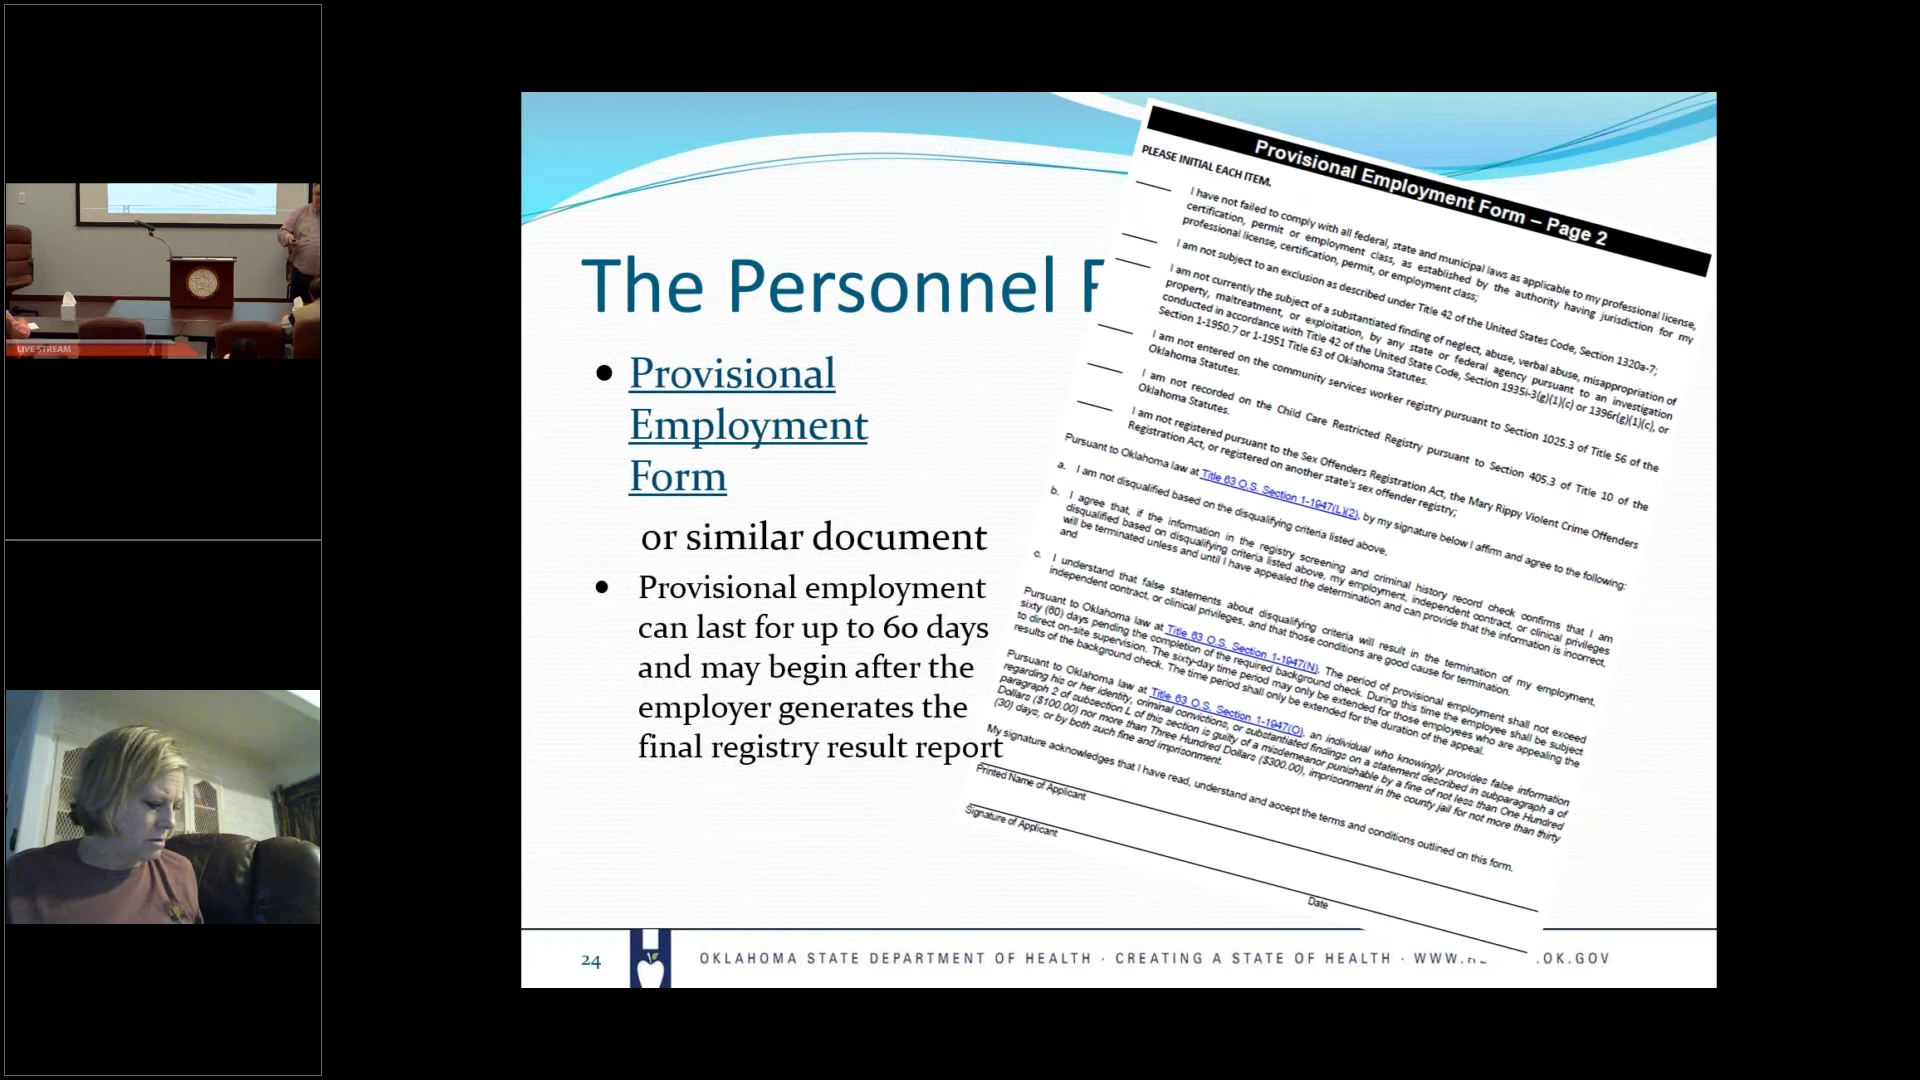 LIVE STREAM
The Personnel
• Provisional
Employment
Form
or similar document
• Provisional employment
can last for up to 60 days
and may begin after the
employer generates the
final registry result report
Provisional Employment Form – Page 2
PLEASE INITIAL EACH ITEM.
I have not failed to comply with all federal, state and municipal laws as applicable to my professional license,
certification, permit or employment class, as established by the authority having jurisdiction for my
professional license, certification, permit, or employment class;
I am not subject to an exclusion as described under Title 42 of the United States Code, Section 1320a-7;
I am not currently the subject of a substantiated finding of neglect, abuse, verbal abuse, misappropriation of
property, maltreatment, or exploitation, by any state or federal agency pursuant to an investigation
conducted in accordance with Title 42 of the United State Code, Section 1935i-3(g)(1)(c) or 1396r(g)(1)(c), or
Section 1-1950.7 or 1-1951 Title 63 of Oklahoma Statutes.
I am not entered on the community services worker registry pursuant to Section 1025.3 of Title 56 of the
Oklahoma Statutes.
I am not recorded on the Child Care Restricted Registry pursuant to Section 405.3 of Title 10 of the
Oklahoma Statutes.
I am not registered pursuant to the Sex Offenders Registration Act, the Mary Rippy Violent Crime Offenders
Registration Act, or registered on another state's sex offender registry;
Pursuant to Oklahoma law at Title 63 O.S. Section 1-1947(L)(2), by my signature below I affirm and agree to the following:
a. I am not disqualified based on the disqualifying criteria listed above.
b. I agree that, if the information in the registry screening and criminal history record check confirms that I am
disqualified based on disqualifying criteria listed above, my employment, independent contract, or clinical privileges
will be terminated unless and until I have appealed the determination and can provide that the information is incorrect,
and
c. I understand that false statements about disqualifying criteria will result in the termination of my employment,
independent contract, or clinical privileges, and that those conditions are good cause for termination.
Pursuant to Oklahoma law at Title 63 O.S. Section 1-1947(N). The period of provisional employment shall not exceed
sixty (60) days pending the completion of the required background check. During this time the employee shall be subject
to direct on-site supervision. The sixty-day time period may only be extended for those employees who are appealing the
results of the background check. The time period shall only be extended for the duration of the appeal.
Pursuant to Oklahoma law at Title 63 O.S. Section 1-1947(O), an individual who knowingly provides false information
regarding his or her identity, criminal convictions, or substantiated findings on a statement described in subparagraph a of
paragraph 2 of subsection L of this section is guilty of a misdemeanor punishable by a fine of not less than One Hundred
Dollars ($100.00) nor more than Three Hundred Dollars ($300.00), imprisonment in the county jail for not more than thirty
(30) days, or by both such fine and imprisonment.
My signature acknowledges that I have read, understand and accept the terms and conditions outlined on this form.
Printed Name of Applicant
Signature of Applicant
Date
24
OKLAHOMA STATE DEPARTMENT OF HEALTH · CREATING A STATE OF HEALTH · WWW. .OK.GOV